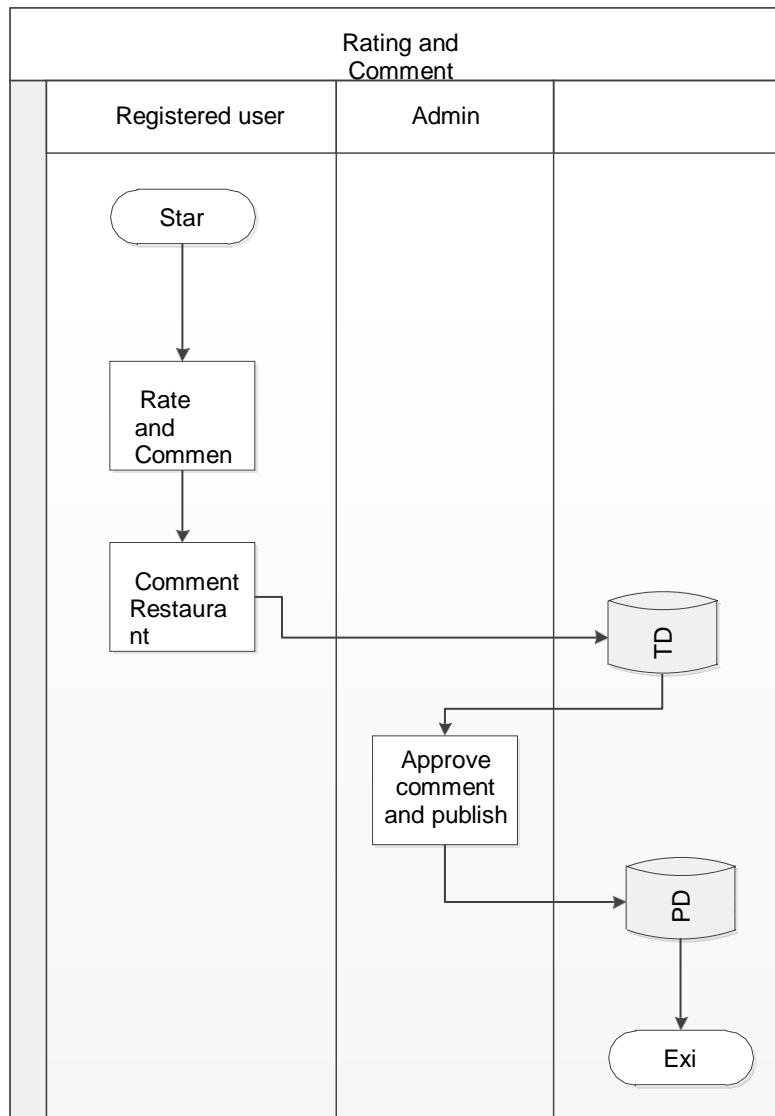 Rating and
Comment
Registered user
Admin
Star
Rate
and
Commen
Comment
Restaura
nt
TD
Approve
comment
and publish
PD
Exi